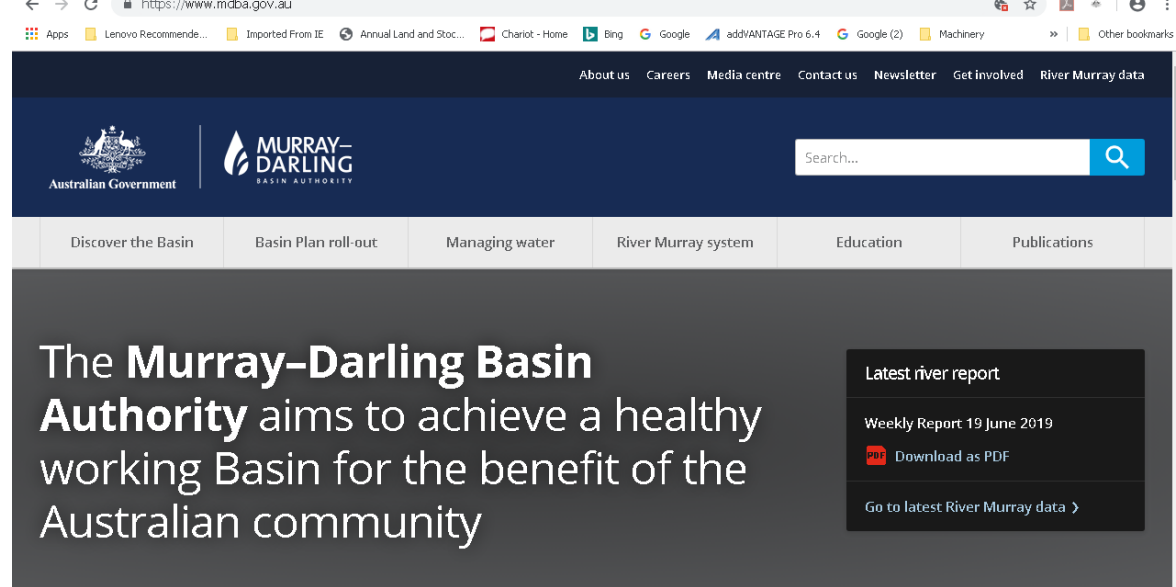 https://www.mdba.gov.au
Apps Lenovo Recommende... Imported From IE Annual Land and Stoc... Chariot - Home Bing Google addVANTAGE Pro 6.4 Google (2) Machinery » Other bookmarks
About us Careers Media centre Contact us Newsletter Get involved River Murray data
Australian Government
MURRAY–
DARLING
BASIN AUTHORITY
Search...
Discover the Basin Basin Plan roll-out Managing water River Murray system Education Publications
The Murray–Darling Basin
Authority aims to achieve a healthy
working Basin for the benefit of the
Australian community
Latest river report
Weekly Report 19 June 2019
PDF Download as PDF
Go to latest River Murray data ❯